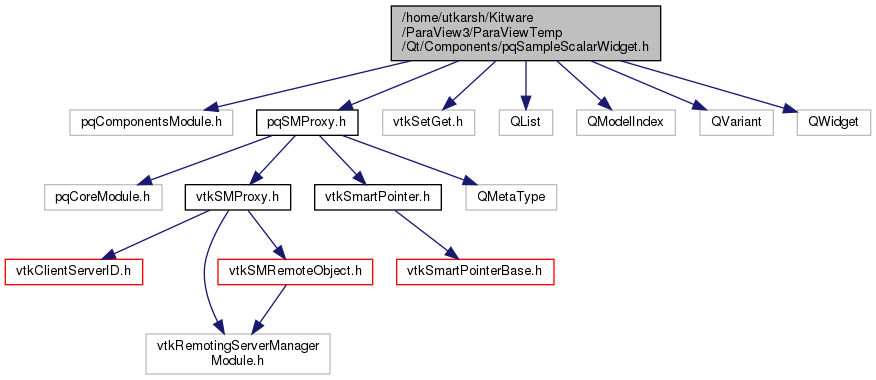 /home/utkarsh/Kitware
/ParaView3/ParaViewTemp
/Qt/Components/pqSampleScalarWidget.h
pqComponentsModule.h
pqSMProxy.h
vtkSetGet.h
QList
QModelIndex
QVariant
QWidget
pqCoreModule.h
vtkSMProxy.h
vtkSmartPointer.h
QMetaType
vtkClientServerID.h
vtkSMRemoteObject.h
vtkSmartPointerBase.h
vtkRemotingServerManager
Module.h